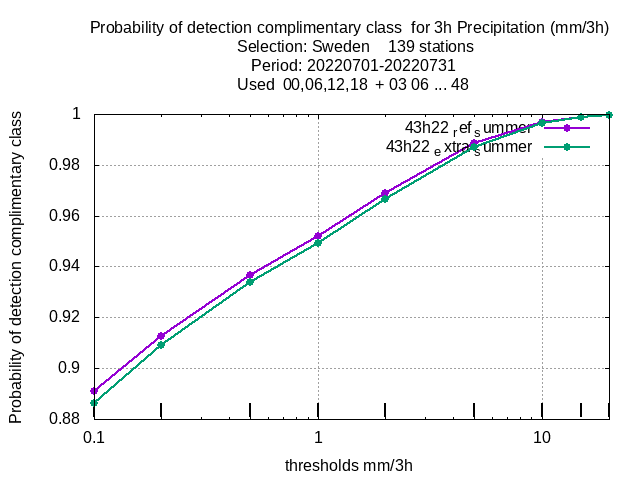 Probability of detection complimentary class  for 3h Precipitation (mm/3h)
Selection: Sweden    139 stations
Period: 20220701-20220731
Used  00,06,12,18  + 03 06 ... 48
Probability of detection complimentary class
1
0.98
0.96
0.94
0.92
0.9
0.88
43h22 ref summer
43h22 extra summer
0.1
1
10
thresholds mm/3h